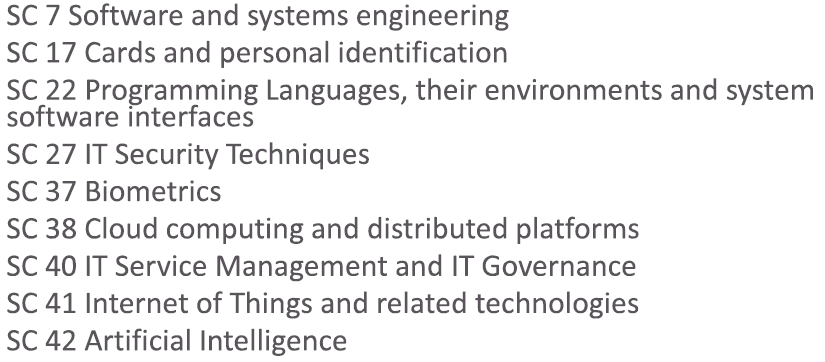 SC 7 Software and systems engineering
SC 17 Cards and personal identification
SC 22 Programming Languages, their environments and system
software interfaces
SC 27 IT Security Techniques
SC 37 Biometrics
SC 38 Cloud computing and distributed platforms
SC 40 IT Service Management and IT Governance
SC 41 Internet of Things and related technologies
SC 42 Artificial Intelligence